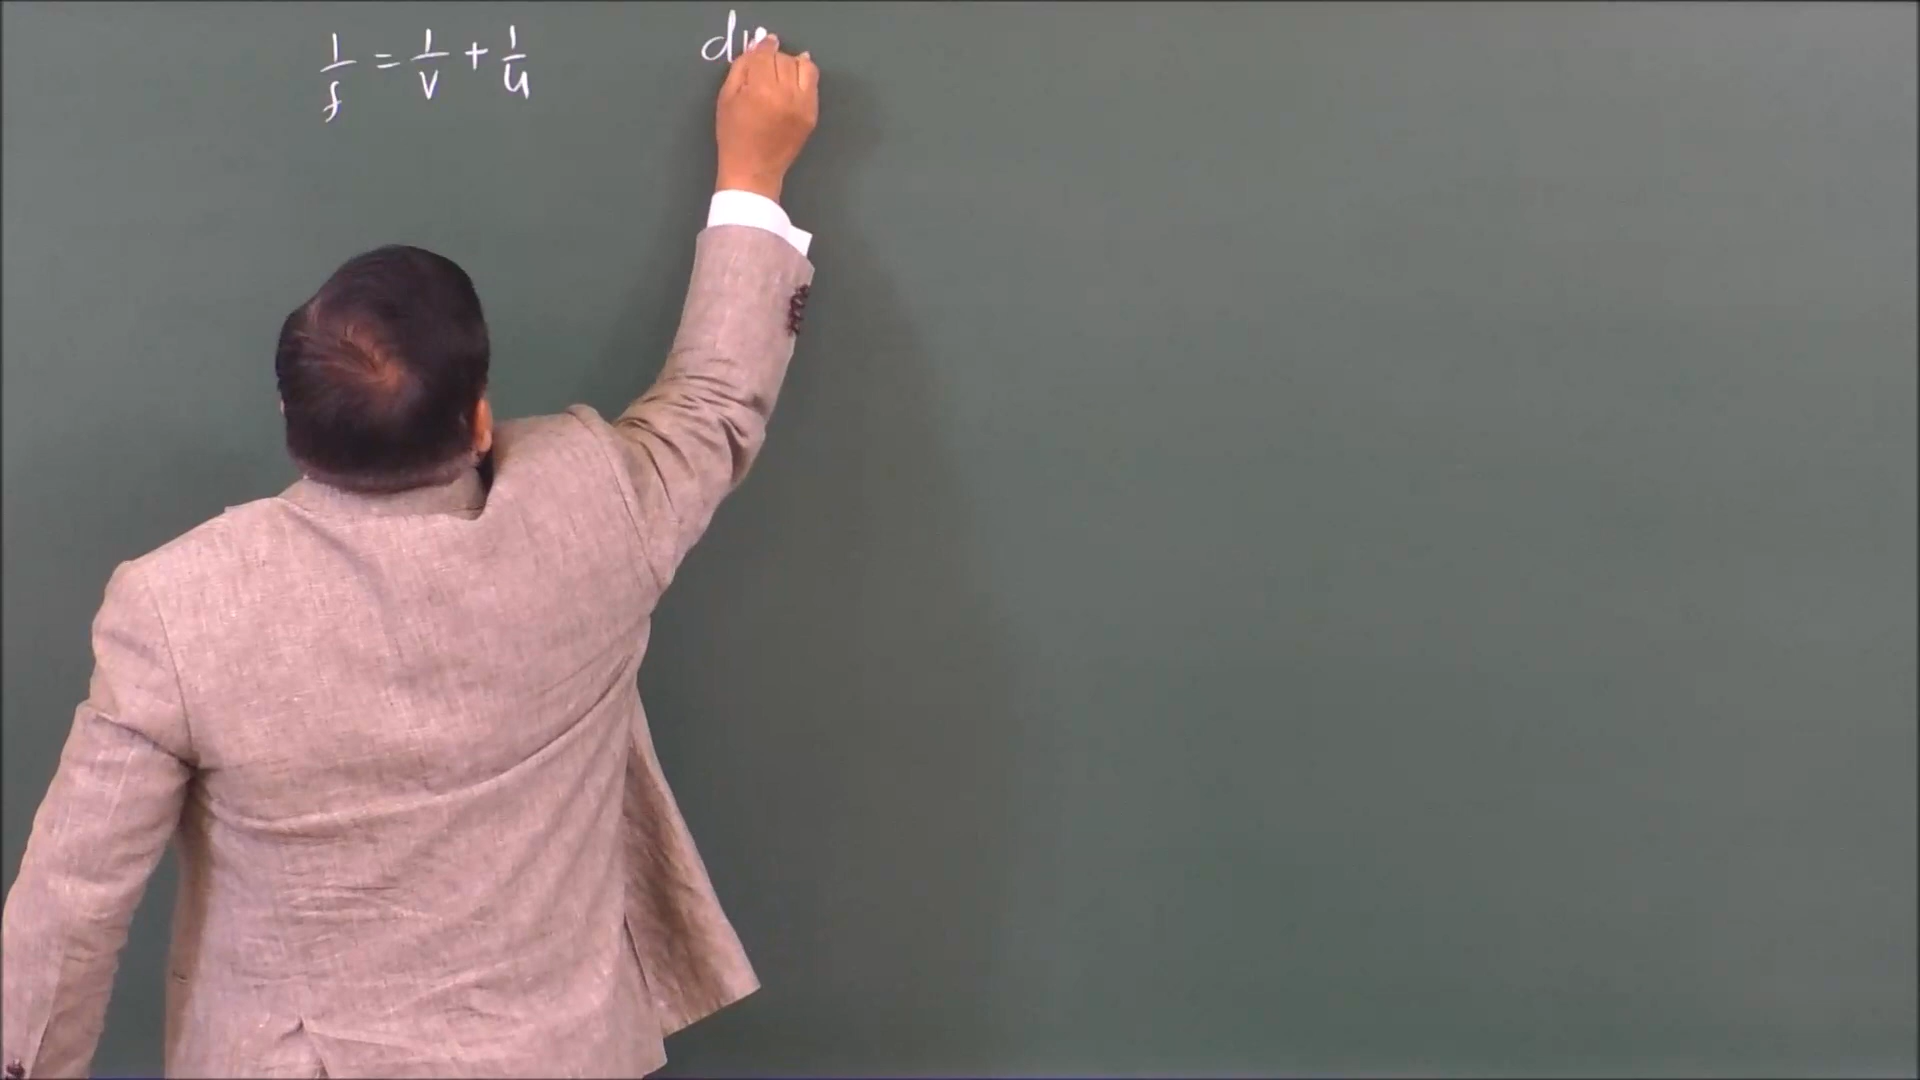 1/f = 1/v + 1/u
d